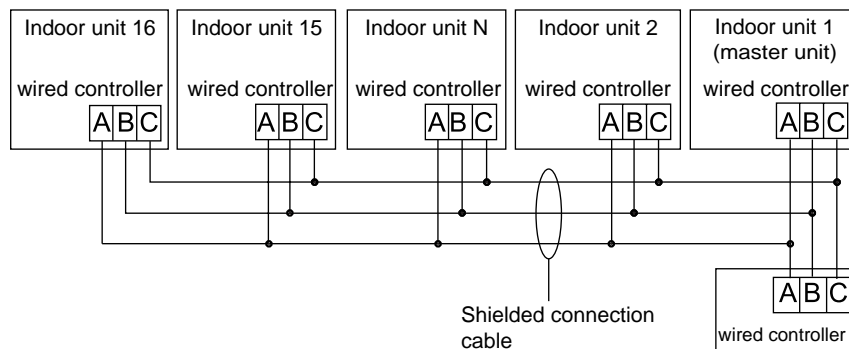 Indoor unit 16
wired controller
A B C
Indoor unit 15
wired controller
A B C
Indoor unit N
wired controller
A B C
Indoor unit 2
wired controller
A B C
Indoor unit 1
(master unit)
wired controller
A B C
Shielded connection
cable
A B C
wired controller